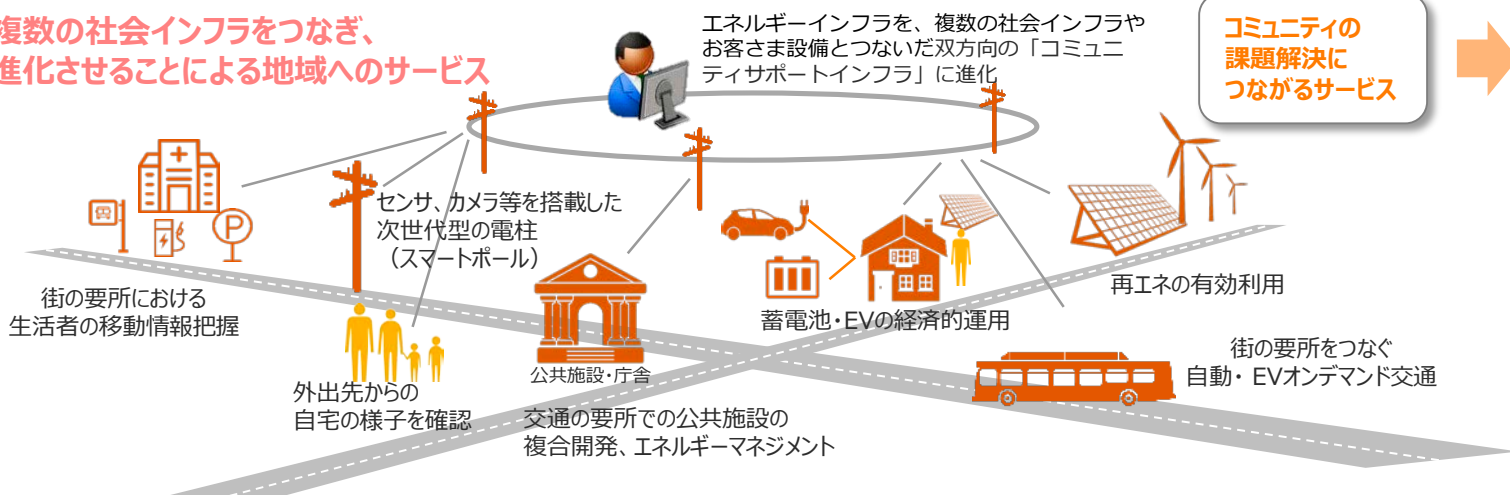 複数の社会インフラをつなぎ、
進化させることによる地域へのサービス
エネルギーインフラを、複数の社会インフラや
お客さま設備とつないだ双方向の「コミュニ
ティサポートインフラ」に進化
コミュニティの
課題解決に
つながるサービス
センサ、カメラ等を搭載した
次世代型の電柱
（スマートポール）
P
街の要所における
生活者の移動情報把握
外出先からの
自宅の様子を確認
公共施設・庁舎
交通の要所での公共施設の
複合開発、エネルギーマネジメント
蓄電池・EVの経済的運用
再エネの有効利用
街の要所をつなぐ
自動・ EVオンデマンド交通